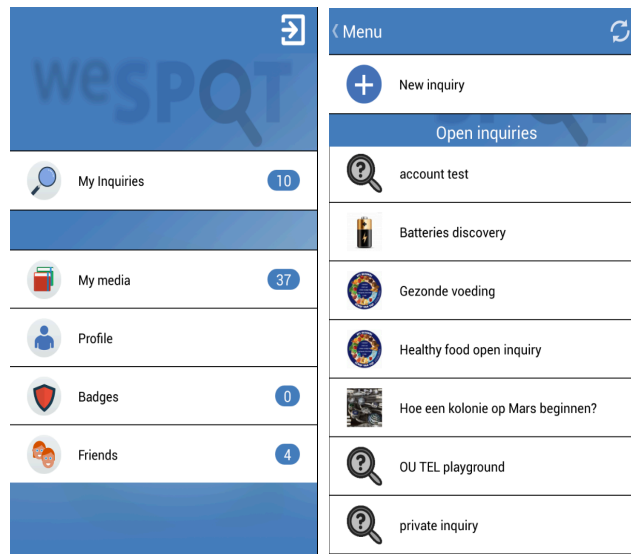 weSPOT
My Inquiries
10
My media
37
Profile
Badges
0
Friends
4
Menu
New inquiry
Open inquiries
account test
Batteries discovery
Gezonde voeding
Healthy food open inquiry
Hoe een kolonie op Mars beginnen?
OU TEL playground
private inquiry